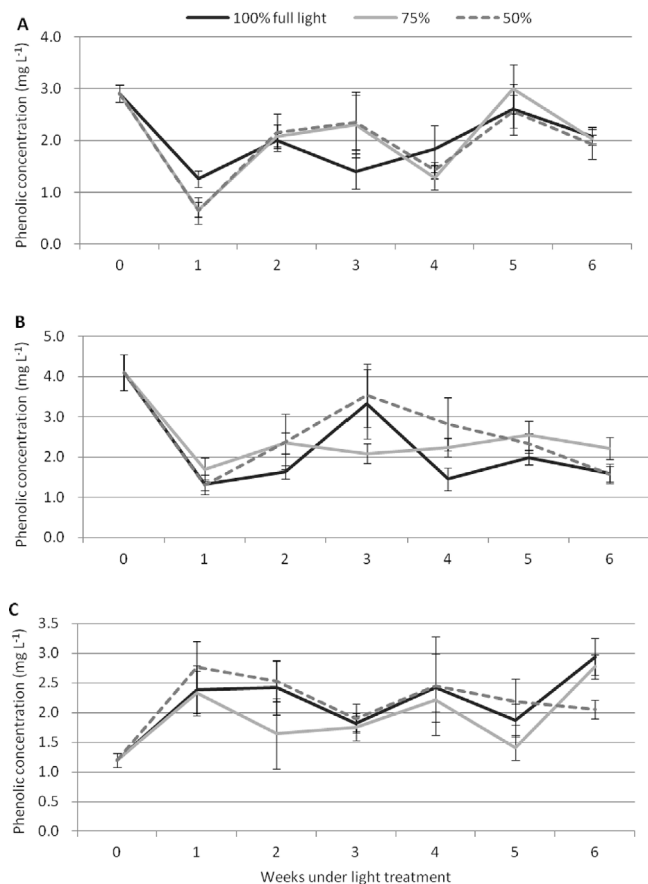 A
100% full light 75% 50%
Phenolic concentration (mg L⁻¹)
4.0
3.0
2.0
1.0
0.0
0 1 2 3 4 5 6
B
Phenolic concentration (mg L⁻¹)
5.0
4.0
3.0
2.0
1.0
0.0
0 1 2 3 4 5 6
C
Phenolic concentration (mg L⁻¹)
3.5
3.0
2.5
2.0
1.5
1.0
0.5
0.0
0 1 2 3 4 5 6
Weeks under light treatment